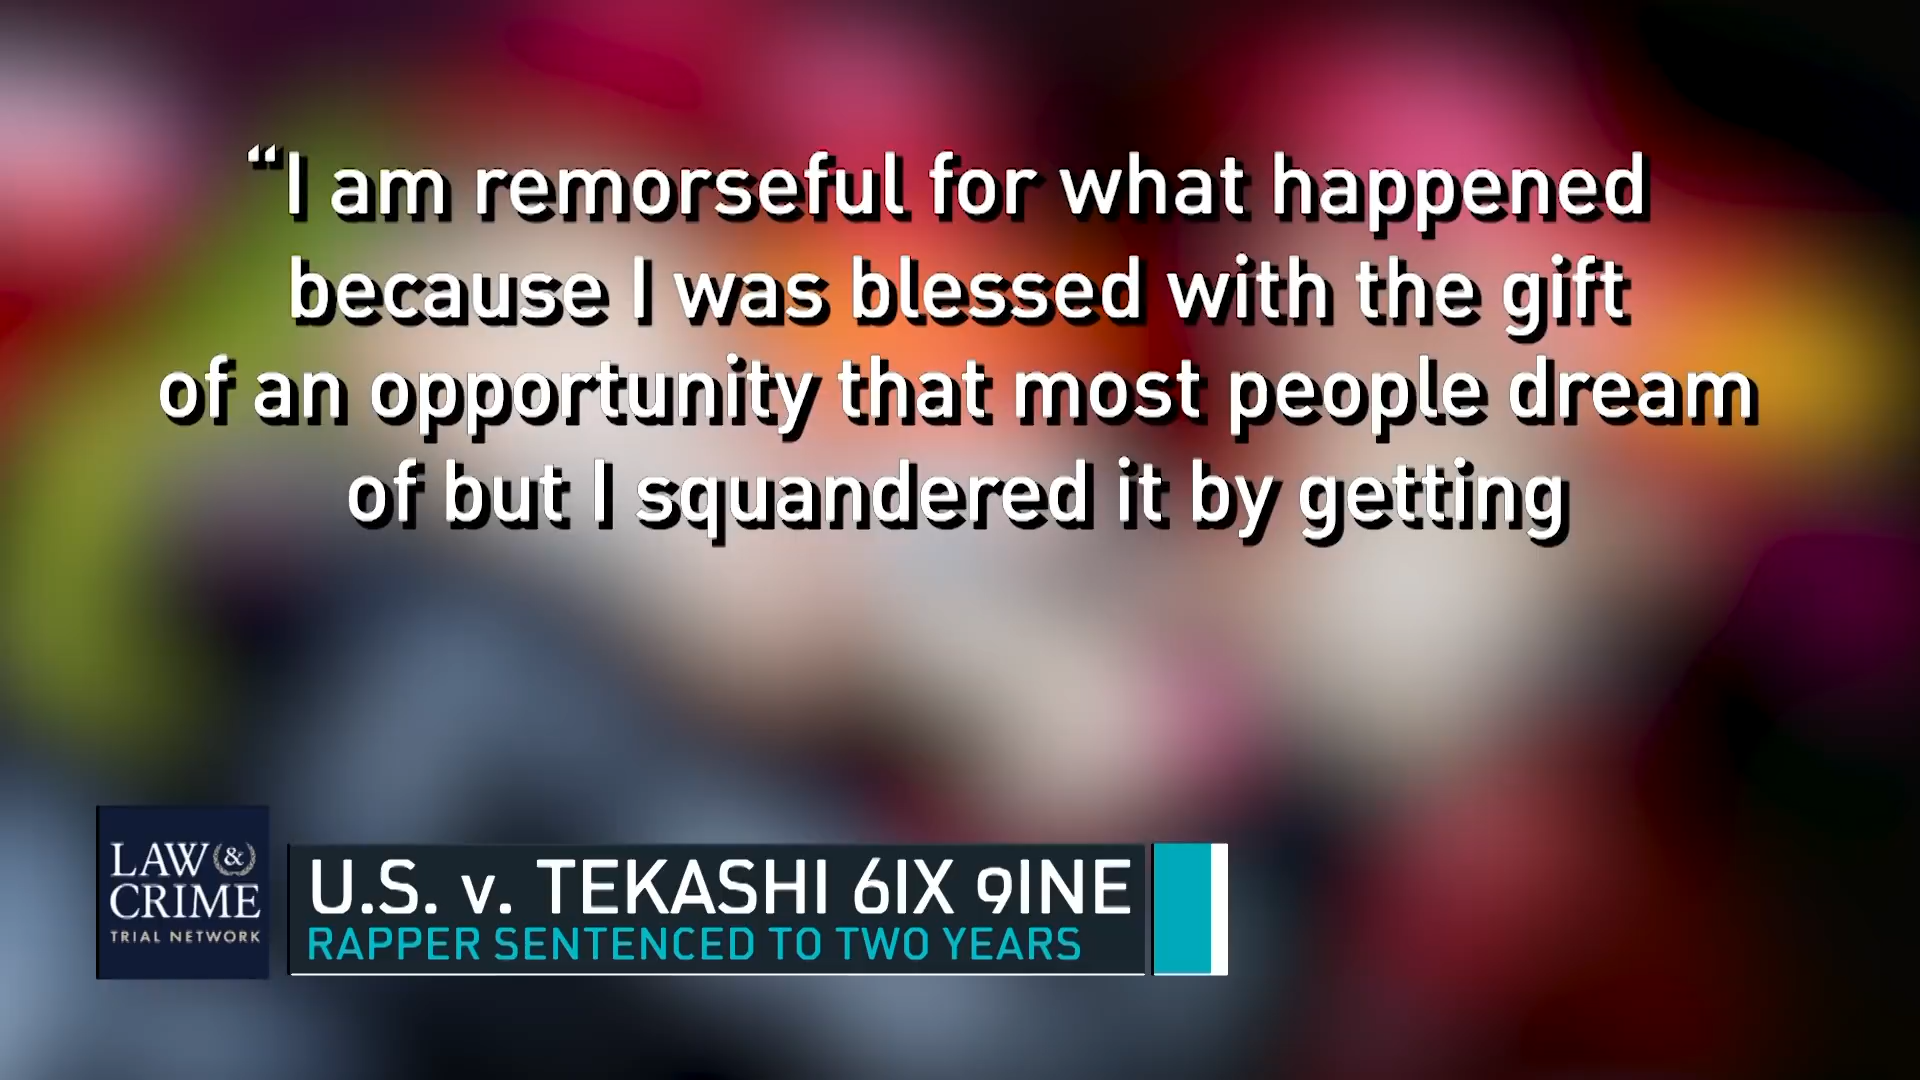 “I am remorseful for what happened
because I was blessed with the gift
of an opportunity that most people dream
of but I squandered it by getting
LAW &
CRIME
TRIAL NETWORK
U.S. v. TEKASHI 6IX 9INE
RAPPER SENTENCED TO TWO YEARS